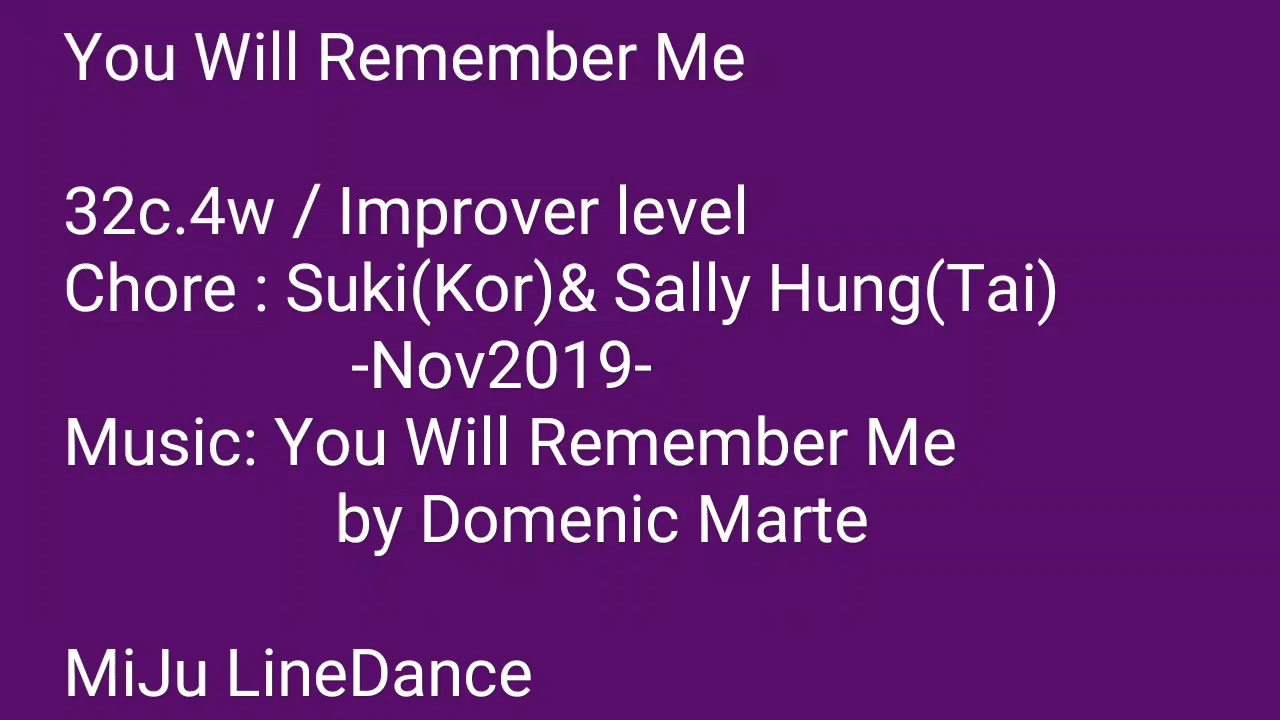 You Will Remember Me
32c.4w / Improver level
Chore : Suki(Kor)& Sally Hung(Tai)
-Nov2019-
Music: You Will Remember Me
by Domenic Marte
MiJu LineDance